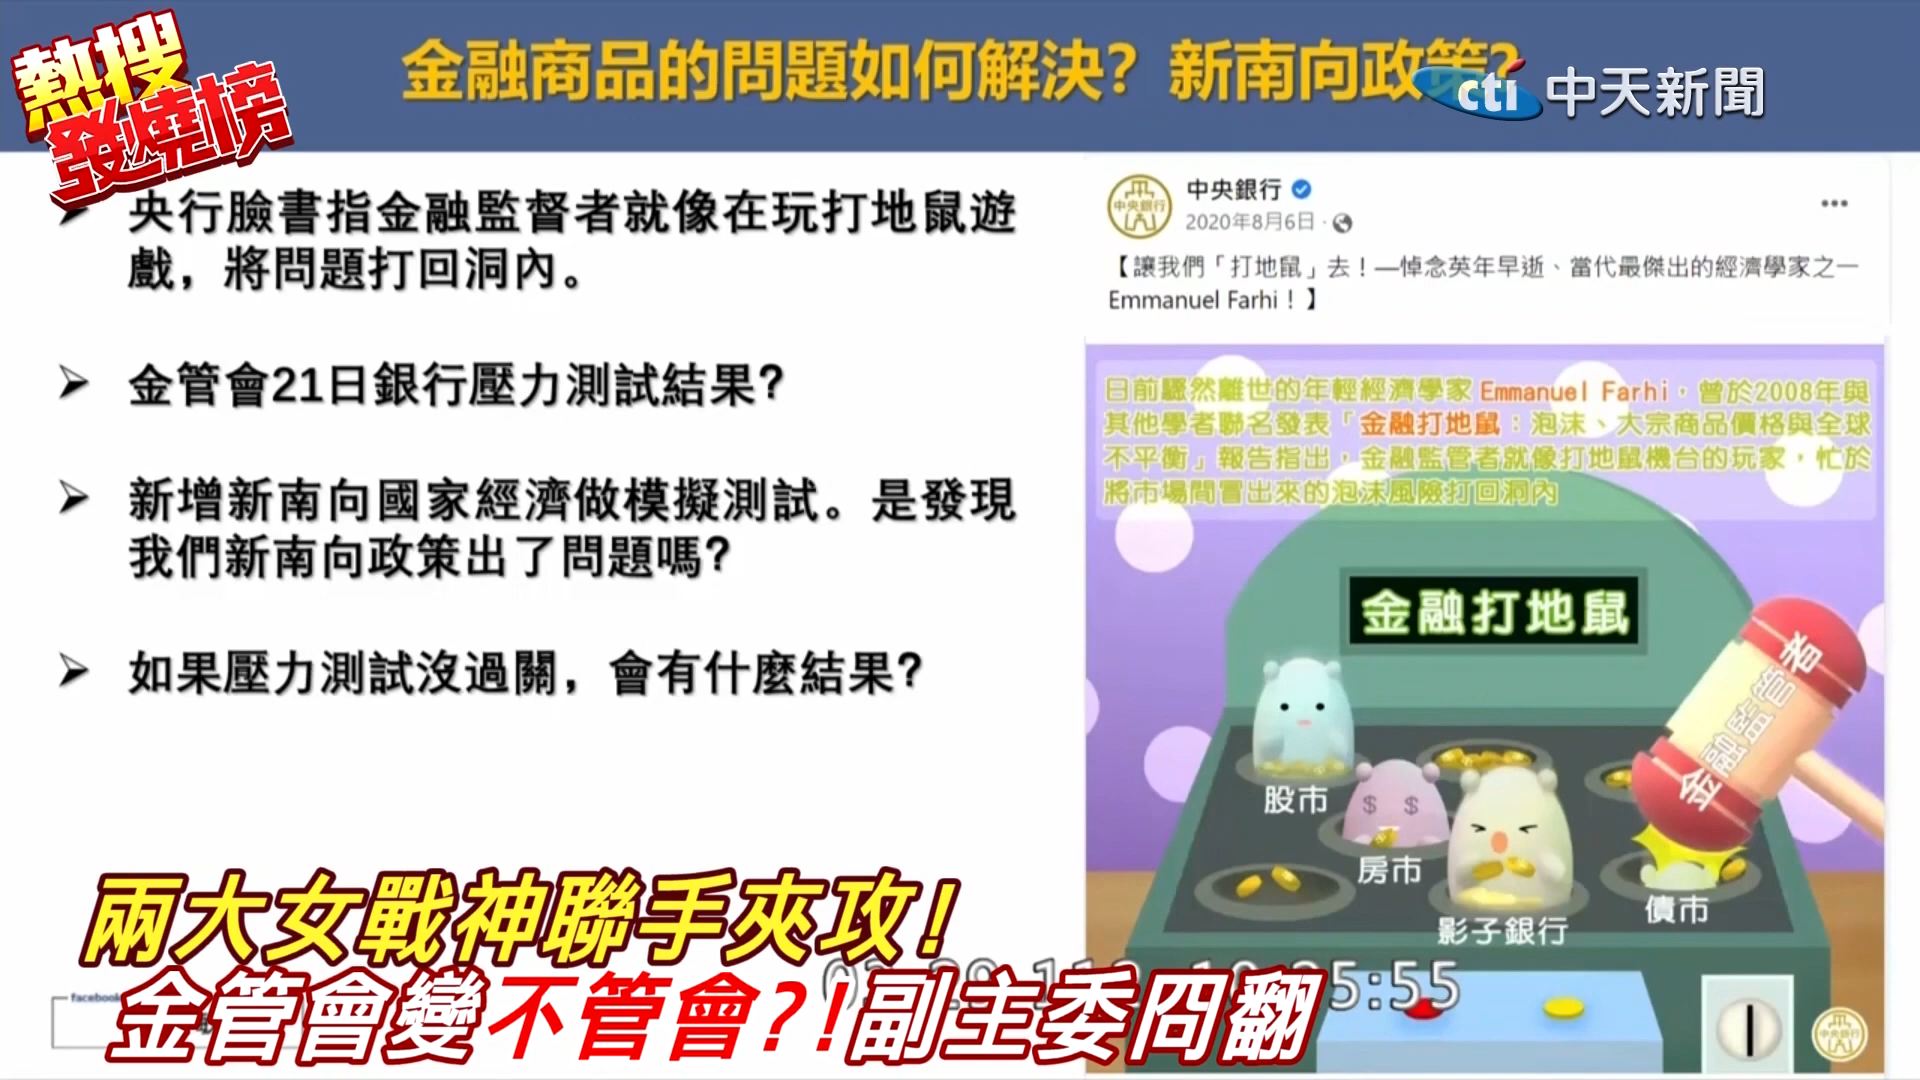 熱搜
發燒榜
金融商品的問題如何解決？新南向政策?
cti 中天新聞
➢ 央行臉書指金融監督者就像在玩打地鼠遊
戲，將問題打回洞內。
➢ 金管會21日銀行壓力測試結果？
➢ 新增新南向國家經濟做模擬測試。是發現
我們新南向政策出了問題嗎？
➢ 如果壓力測試沒過關，會有什麼結果？
中央銀行
中央銀行
2020年8月6日
【讓我們「打地鼠」去！—悼念英年早逝、當代最傑出的經濟學家之一
Emmanuel Farhi！】
日前驟然離世的年輕經濟學家 Emmanuel Farhi，曾於2008年與
其他學者聯名發表「金融打地鼠：泡沫、大宗商品價格與全球
不平衡」報告指出，金融監管者就像打地鼠機台的玩家，忙於
將市場間冒出來的泡沫風險打回洞內
金融打地鼠
金融監管者
股市
房市
影子銀行
債市
中央銀行
兩大女戰神聯手夾攻！
金管會變不管會?!副主委冏翻
5:55
facebook